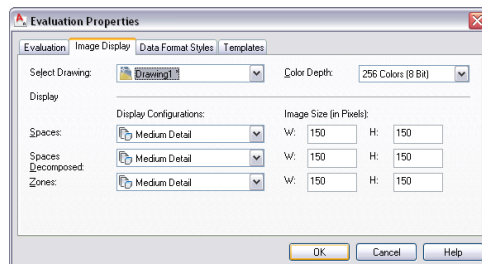 Evaluation Properties
Evaluation Image Display Data Format Styles Templates
Select Drawing: Drawing1 * Color Depth: 256 Colors (8 Bit)
Display
Display Configurations: Image Size (in Pixels):
Spaces: Medium Detail W: 150 H: 150
Spaces
Decomposed: Medium Detail W: 150 H: 150
Zones: Medium Detail W: 150 H: 150
OK Cancel Help